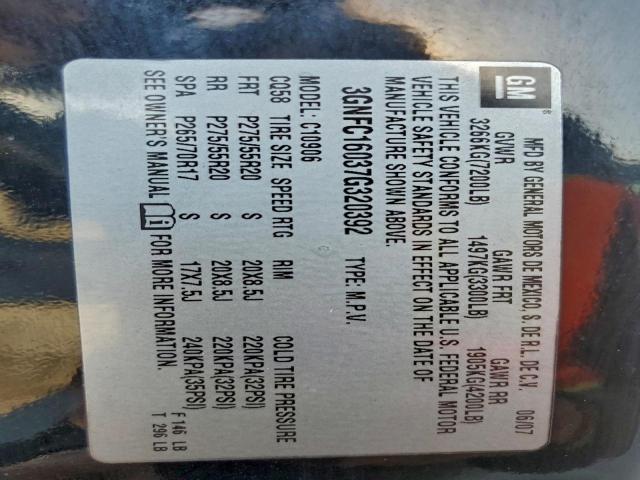 GM®
MFD BY GENERAL MOTORS DE MEXICO, S. DE R.L. DE C.V. 06/07
GVWR GAWR FRT GAWR RR
3266KG(7200LB) 1497KG(3300LB) 1905KG(4200LB)
THIS VEHICLE CONFORMS TO ALL APPLICABLE U.S. FEDERAL MOTOR
VEHICLE SAFETY STANDARDS IN EFFECT ON THE DATE OF
MANUFACTURE SHOWN ABOVE.
3GNFC16037G320392 TYPE: M.P.V.
MODEL: C10906
CQ58 TIRE SIZE SPEED RTG RIM COLD TIRE PRESSURE
FRT P275/55R20 S 20X8.5J 220KPA(32PSI)
RR P275/55R20 S 20X8.5J 220KPA(32PSI)
SPA P265/70R17 S 17X7.5J 240KPA(35PSI)
SEE OWNER'S MANUAL FOR MORE INFORMATION.
F 146 LB
T 296 LB